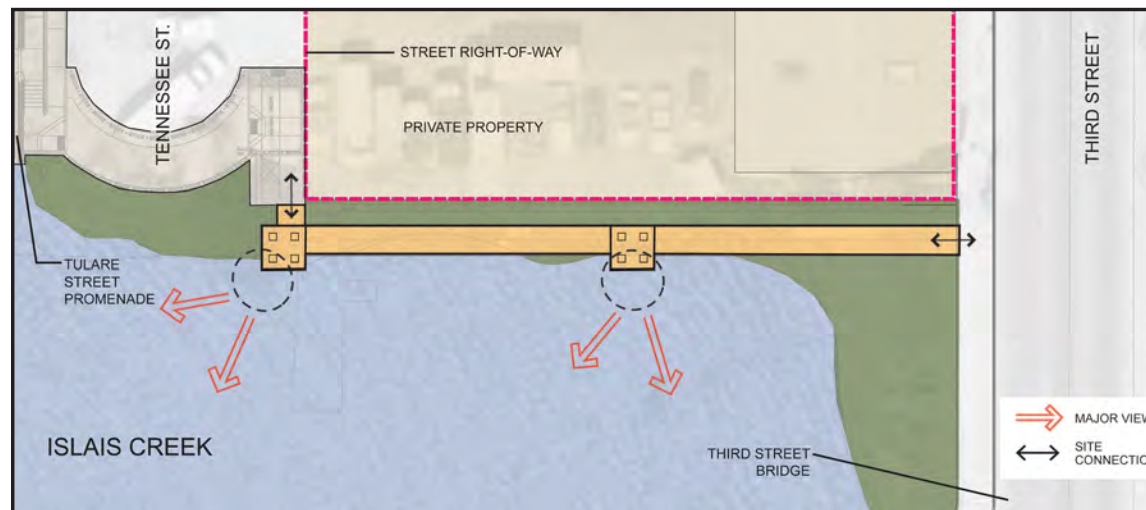 TENNESSEE ST.
STREET RIGHT-OF-WAY
PRIVATE PROPERTY
THIRD STREET
TULARE
STREET
PROMENADE
ISLAIS CREEK
THIRD STREET
BRIDGE
MAJOR VIEW
SITE
CONNECTIO